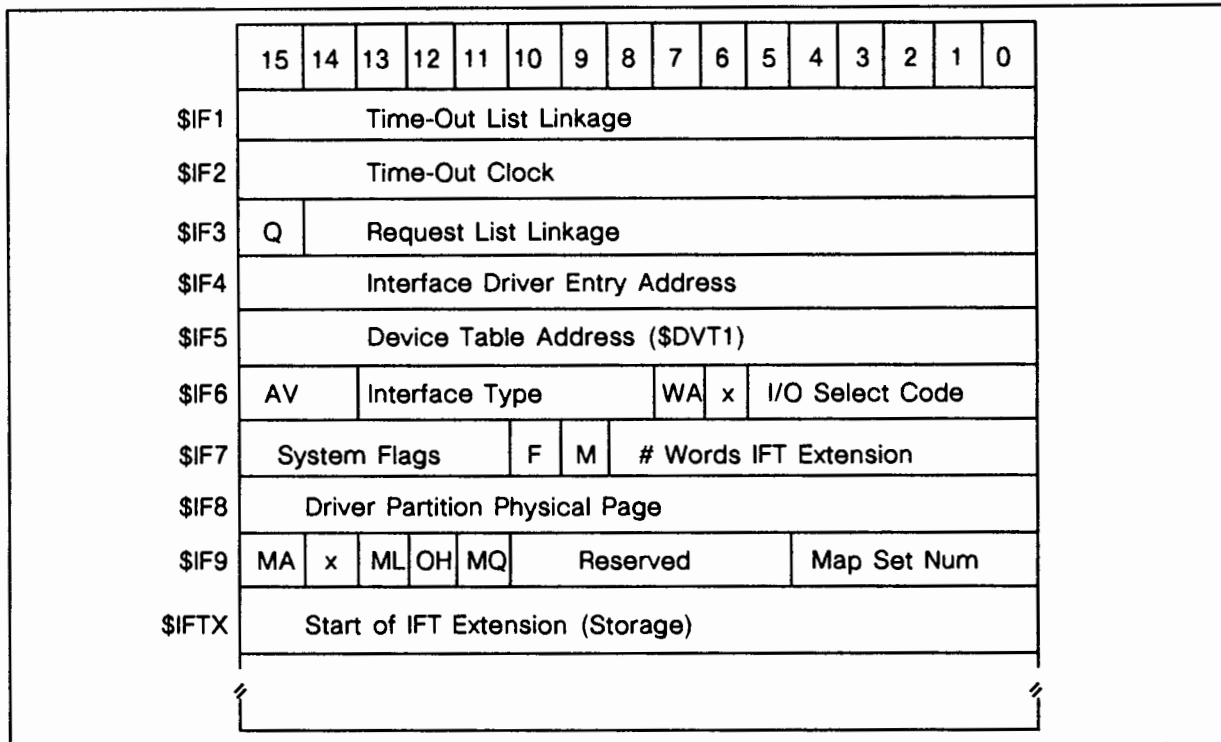 15 14 13 12 11 10 9 8 7 6 5 4 3 2 1 0
$IF1 Time-Out List Linkage
$IF2 Time-Out Clock
$IF3 Q Request List Linkage
$IF4 Interface Driver Entry Address
$IF5 Device Table Address ($DVT1)
$IF6 AV Interface Type WA x I/O Select Code
$IF7 System Flags F M # Words IFT Extension
$IF8 Driver Partition Physical Page
$IF9 MA x ML OH MQ Reserved Map Set Num
$IFTX Start of IFT Extension (Storage)